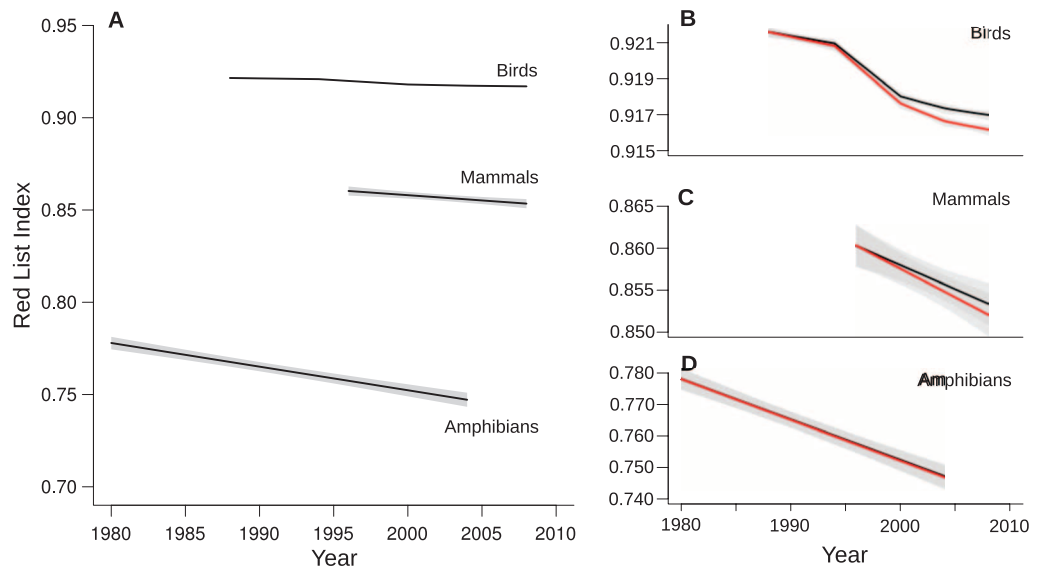 A
0.95
0.90
0.85
0.80
0.75
0.70
Red List Index
Birds
Mammals
Amphibians
1980 1985 1990 1995 2000 2005 2010
Year
B
Birds
0.921
0.919
0.917
0.915
C
Mammals
0.865
0.860
0.855
0.850
D
Amphibians
0.780
0.770
0.760
0.750
0.740
1980 1990 2000 2010
Year